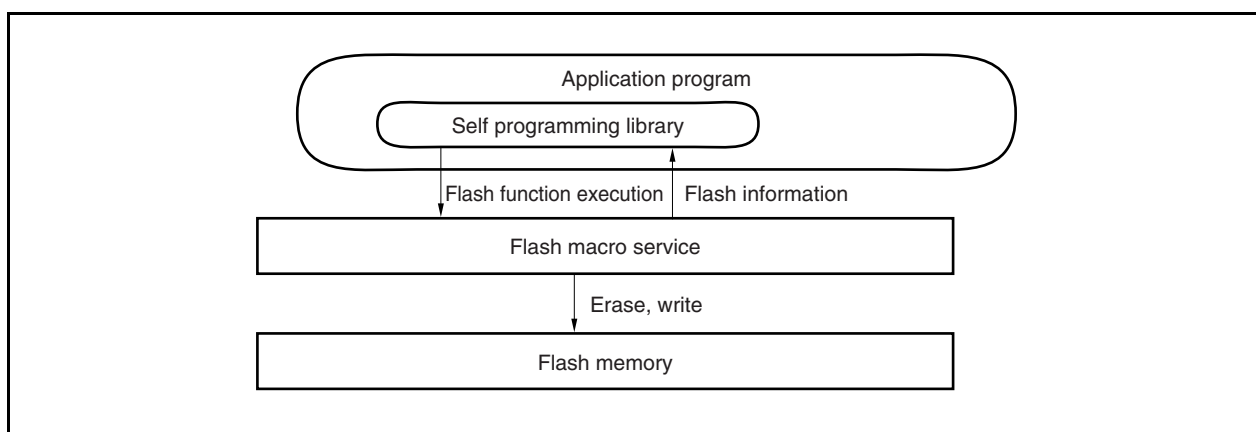 Application program
Self programming library
Flash function execution
Flash information
Flash macro service
Erase, write
Flash memory